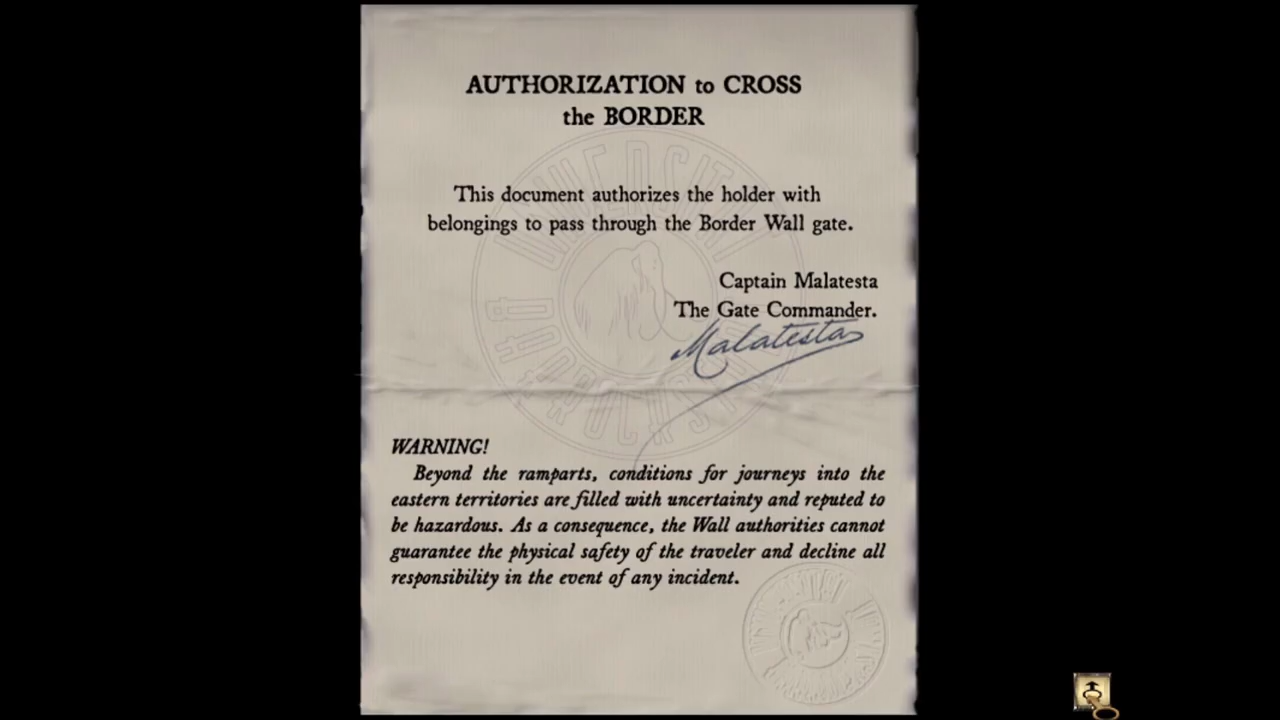 AUTHORIZATION to CROSS
the BORDER
This document authorizes the holder with
belongings to pass through the Border Wall gate.
Captain Malatesta
The Gate Commander.
Malatesta
WARNING!
Beyond the ramparts, conditions for journeys into the
eastern territories are filled with uncertainty and reputed to
be hazardous. As a consequence, the Wall authorities cannot
guarantee the physical safety of the traveler and decline all
responsibility in the event of any incident.